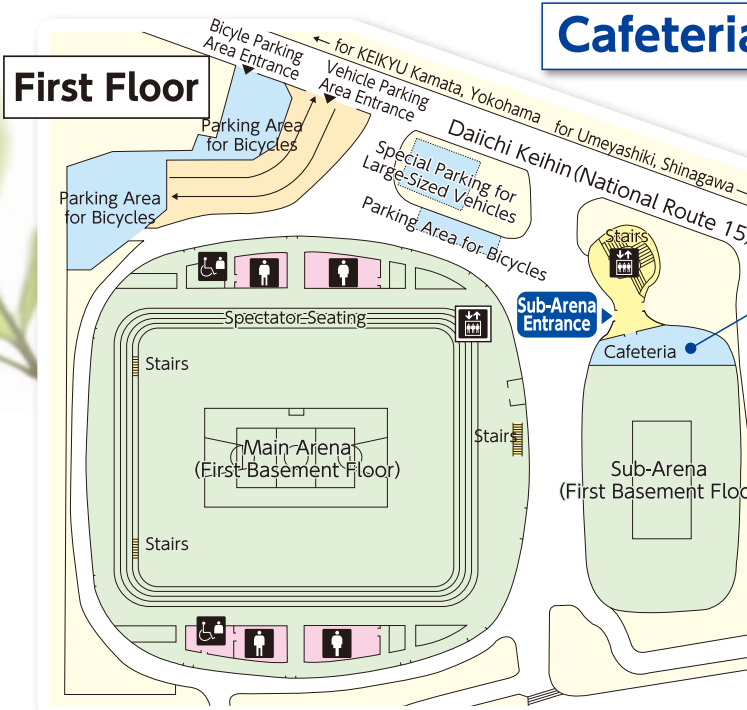 Cafeteria
First Floor
Bicyle Parking
Area Entrance
for KEIKYU Kamata, Yokohama
for Umeyashiki, Shinagawa
Vehicle Parking
Area Entrance
Daiichi Keihin (National Route 15,
Parking Area
for Bicycles
Special Parking for
Large-Sized Vehicles
Parking Area
for Bicycles
Parking Area for Bicycles
Stairs
Sub-Arena
Entrance
Spectator Seating
Cafeteria
Stairs
Stairs
Main Arena
(First Basement Floor)
Sub-Arena
(First Basement Floo
Stairs